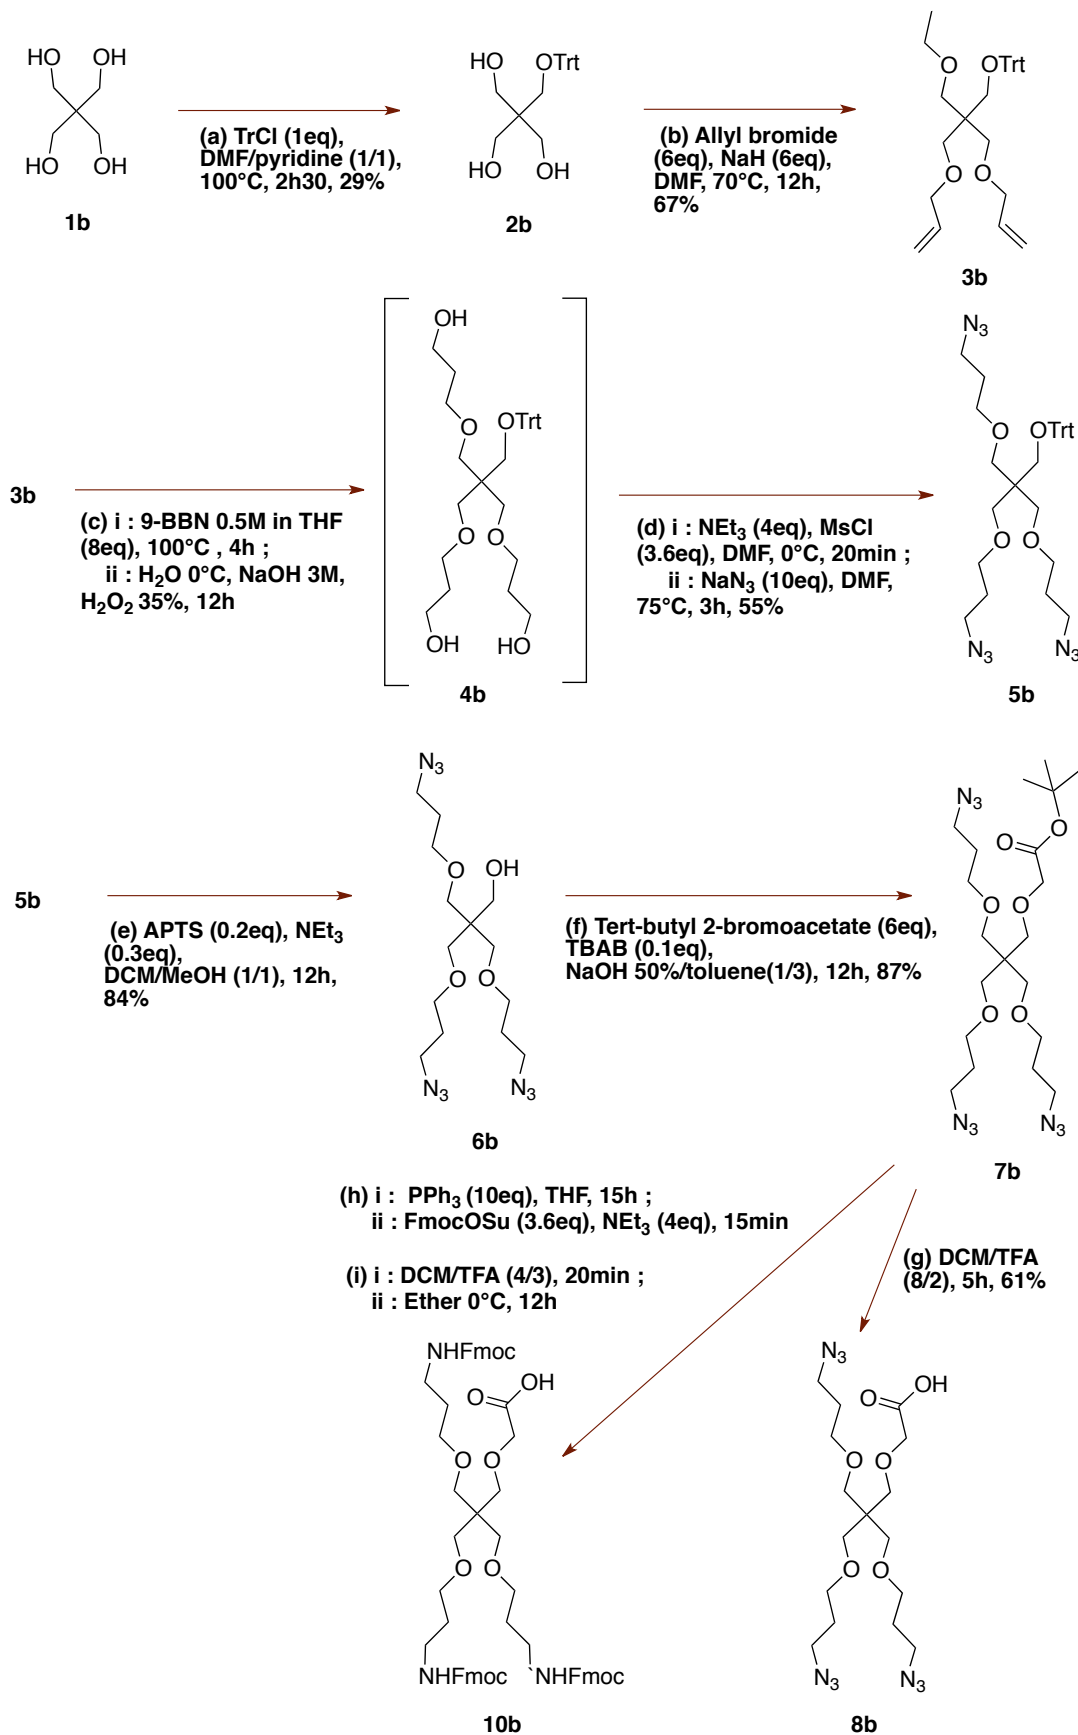 HO OH
HO OH
1b
(a) TrCl (1eq),
DMF/pyridine (1/1),
100°C, 2h30, 29%
HO OTrt
HO OH
2b
(b) Allyl bromide
(6eq), NaH (6eq),
DMF, 70°C, 12h,
67%
O OTrt
O O
3b
3b
(c) i : 9-BBN 0.5M in THF
(8eq), 100°C , 4h ;
ii : H₂O 0°C, NaOH 3M,
H₂O₂ 35%, 12h
OH
OTrt
O
O O
OH HO
4b
(d) i : NEt₃ (4eq), MsCl
(3.6eq), DMF, 0°C, 20min ;
ii : NaN₃ (10eq), DMF,
75°C, 3h, 55%
N₃
O OTrt
O O
N₃ N₃
5b
5b
(e) APTS (0.2eq), NEt₃
(0.3eq),
DCM/MeOH (1/1), 12h,
84%
N₃
O OH
O O
N₃ N₃
6b
(f) Tert-butyl 2-bromoacetate (6eq),
TBAB (0.1eq),
NaOH 50%/toluene(1/3), 12h, 87%
N₃
O
O
O O
O O
N₃ N₃
7b
(h) i : PPh₃ (10eq), THF, 15h ;
ii : FmocOSu (3.6eq), NEt₃ (4eq), 15min
(i) i : DCM/TFA (4/3), 20min ;
ii : Ether 0°C, 12h
(g) DCM/TFA
(8/2), 5h, 61%
NHFmoc
O OH
O O
O O
NHFmoc NHFmoc
10b
N₃
O OH
O O
O O
N₃ N₃
8b